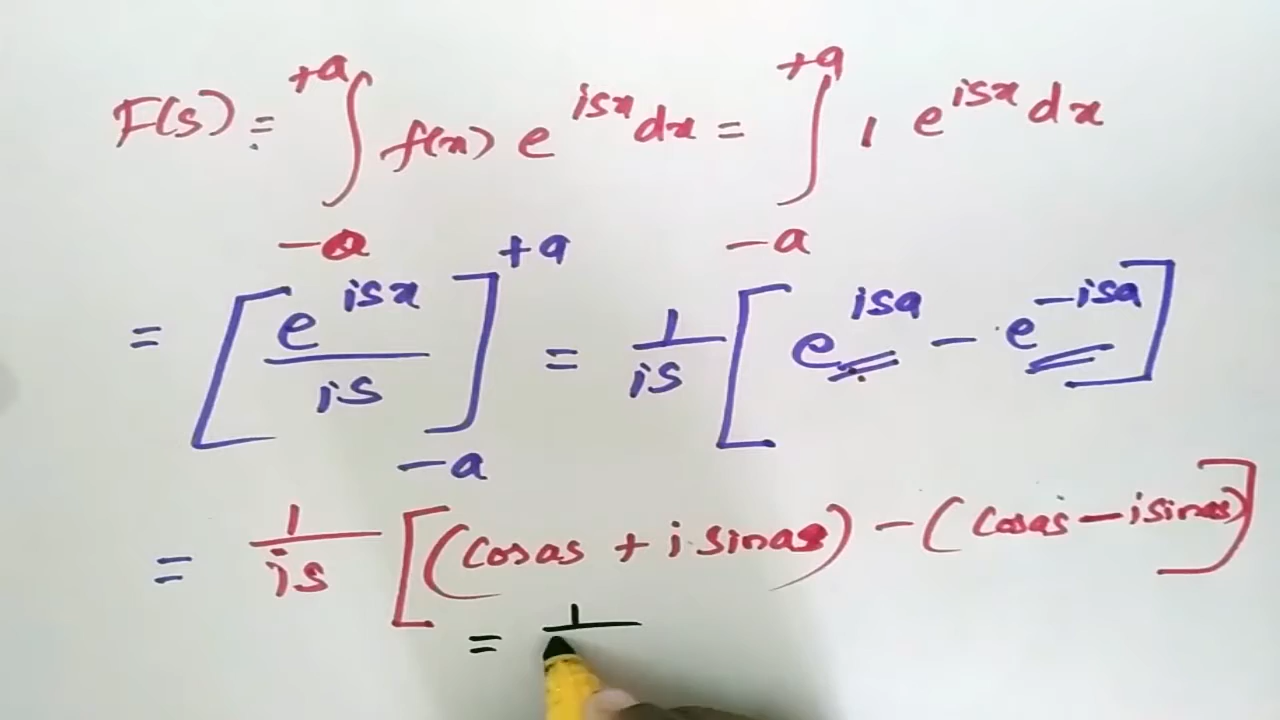 F(s) = ∫_{-a}^{+a} f(x) e^{isx} dx = ∫_{-a}^{+a} 1 e^{isx} dx
= [e^{isx}/is]_{-a}^{+a} = 1/is [e^{isa} - e^{-isa}]
= 1/is [(cosas + i sinas) - (cosas - i sinas)]
= 1/